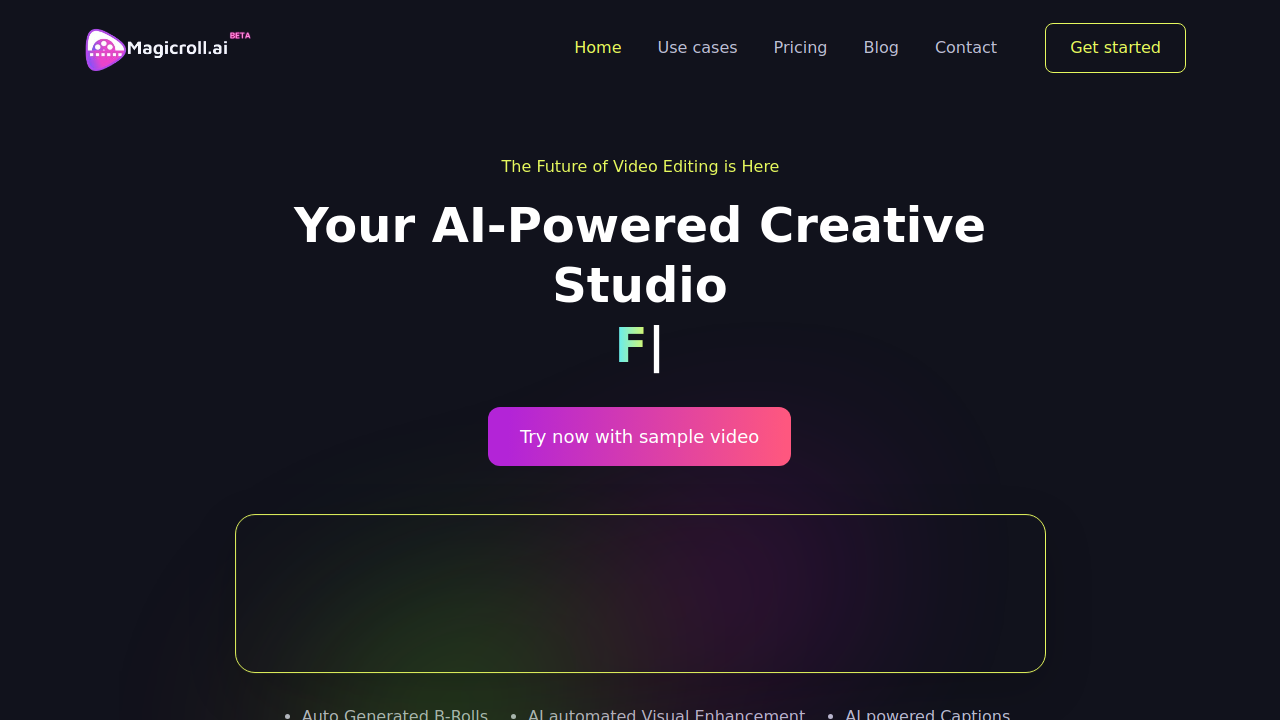 Magicroll.ai BETA
Home Use cases Pricing Blog Contact Get started
The Future of Video Editing is Here
Your AI-Powered Creative
Studio
F|
Try now with sample video
Auto Generated B-Rolls AI automated Visual Enhancement AI powered Captions